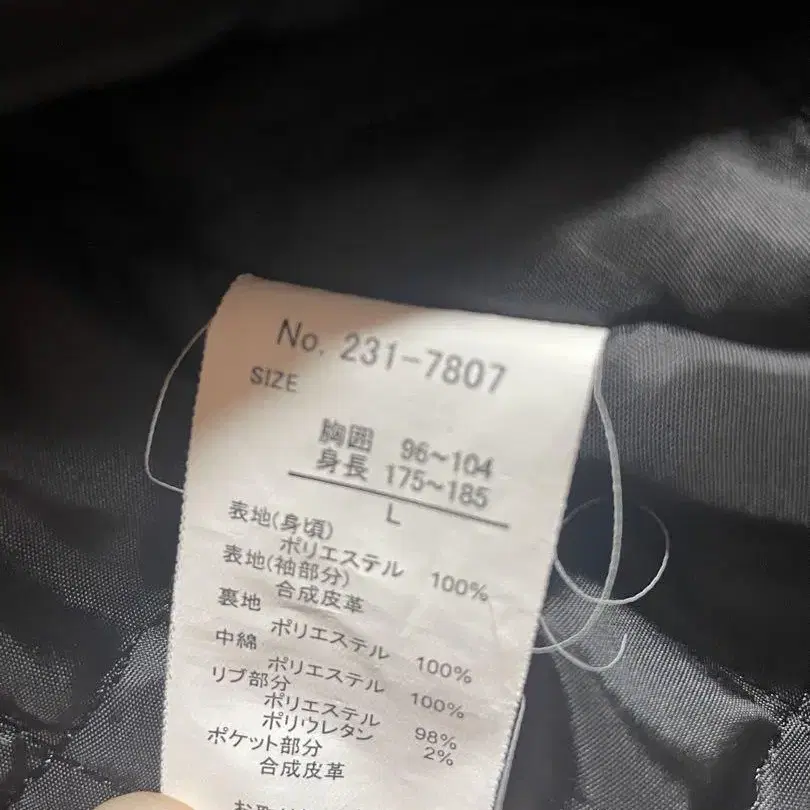 No. 231-7807
SIZE
胸囲 96~104
身長 175~185
L
表地(身頃)
ポリエステル 100%
表地(袖部分)
合成皮革
裏地
ポリエステル 100%
中綿
ポリエステル 100%
リブ部分
ポリエステル 98%
ポリウレタン 2%
ポケット部分
合成皮革